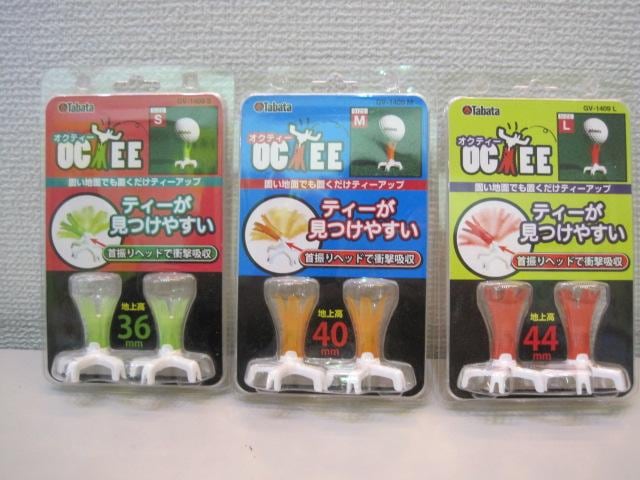 Tabata
GV-1409 S
オクティー
OCTEE
SIZE
S
固い地面でも置くだけティーアップ
ティーが
見つけやすい
首振りヘッドで衝撃吸収
地上高
36
mm
Tabata
GV-1409 M
オクティー
OCTEE
SIZE
M
固い地面でも置くだけティーアップ
ティーが
見つけやすい
首振りヘッドで衝撃吸収
地上高
40
mm
Tabata
GV-1409 L
オクティー
OCTEE
SIZE
L
固い地面でも置くだけティーアップ
ティーが
見つけやすい
首振りヘッドで衝撃吸収
地上高
44
mm